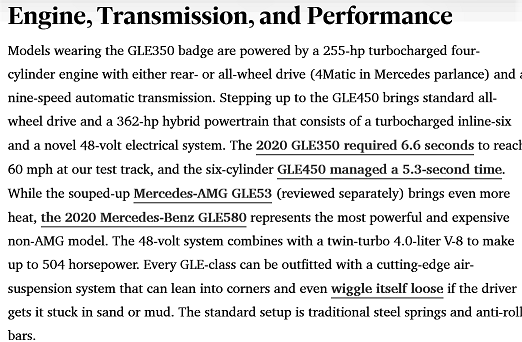 Engine, Transmission, and Performance
Models wearing the GLE350 badge are powered by a 255-hp turbocharged four-
cylinder engine with either rear- or all-wheel drive (4Matic in Mercedes parlance) and a
nine-speed automatic transmission. Stepping up to the GLE450 brings standard all-
wheel drive and a 362-hp hybrid powertrain that consists of a turbocharged inline-six
and a novel 48-volt electrical system. The 2020 GLE350 required 6.6 seconds to reach
60 mph at our test track, and the six-cylinder GLE450 managed a 5.3-second time.
While the souped-up Mercedes-AMG GLE53 (reviewed separately) brings even more
heat, the 2020 Mercedes-Benz GLE580 represents the most powerful and expensive
non-AMG model. The 48-volt system combines with a twin-turbo 4.0-liter V-8 to make
up to 504 horsepower. Every GLE-class can be outfitted with a cutting-edge air-
suspension system that can lean into corners and even wiggle itself loose if the driver
gets it stuck in sand or mud. The standard setup is traditional steel springs and anti-roll
bars.